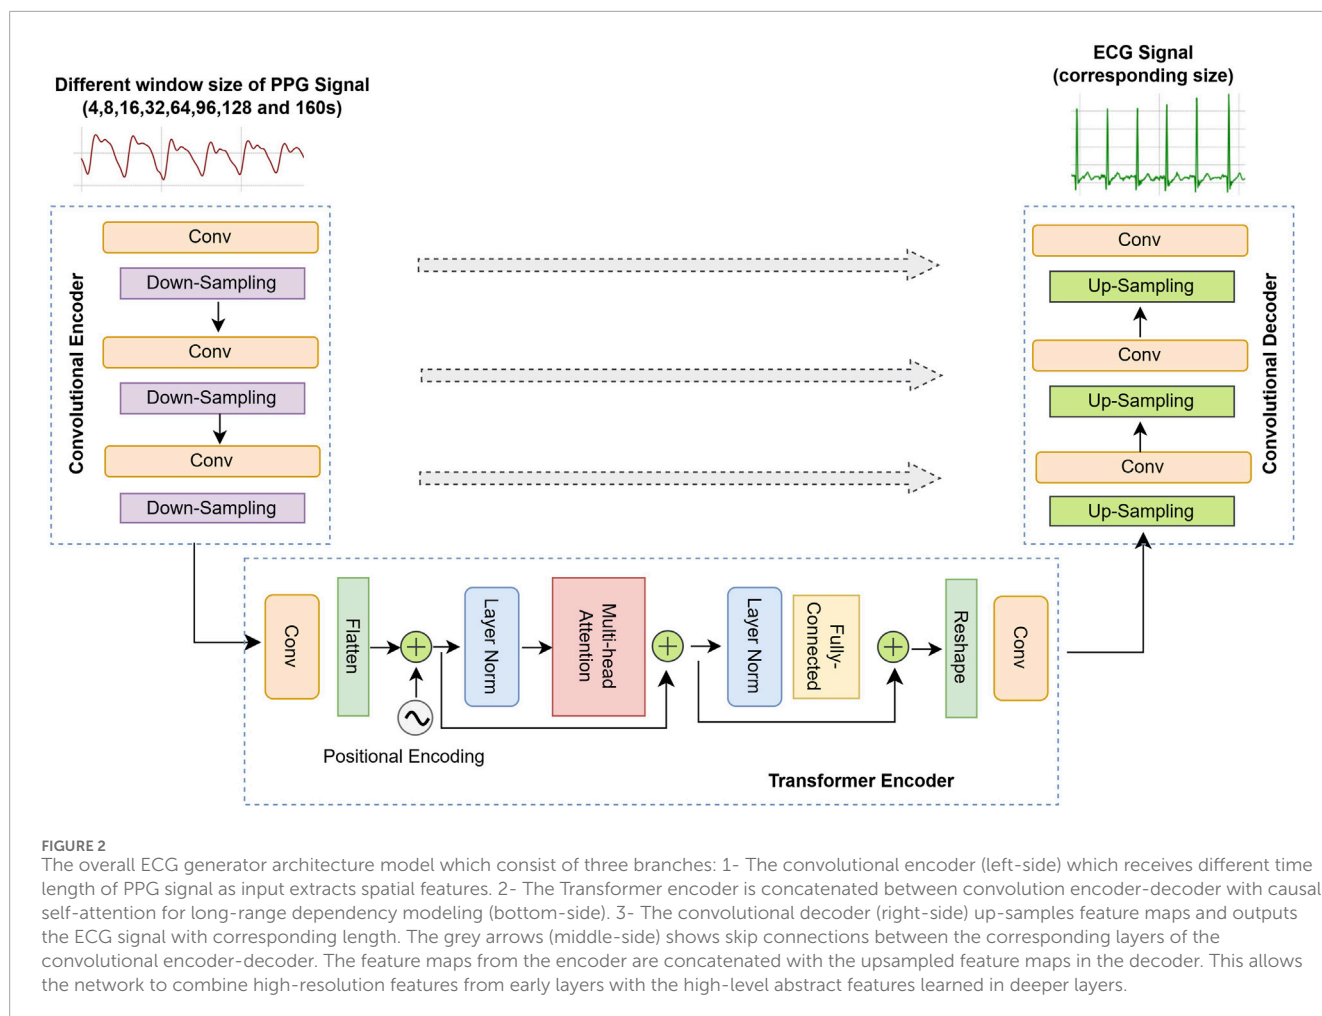 Different window size of PPG Signal
(4,8,16,32,64,96,128 and 160s)
ECG Signal
(corresponding size)
Convolutional Encoder
Conv
Down-Sampling
Conv
Down-Sampling
Conv
Down-Sampling
Conv
Up-Sampling
Conv
Up-Sampling
Conv
Up-Sampling
Convolutional Decoder
Conv
Flatten
Positional Encoding
Layer Norm
Multi-head
Attention
Layer Norm
Fully-
Connected
Reshape
Conv
Transformer Encoder
FIGURE 2
The overall ECG generator architecture model which consist of three branches: 1- The convolutional encoder (left-side) which receives different time
length of PPG signal as input extracts spatial features. 2- The Transformer encoder is concatenated between convolution encoder-decoder with causal
self-attention for long-range dependency modeling (bottom-side). 3- The convolutional decoder (right-side) up-samples feature maps and outputs
the ECG signal with corresponding length. The grey arrows (middle-side) shows skip connections between the corresponding layers of the
convolutional encoder-decoder. The feature maps from the encoder are concatenated with the upsampled feature maps in the decoder. This allows
the network to combine high-resolution features from early layers with the high-level abstract features learned in deeper layers.